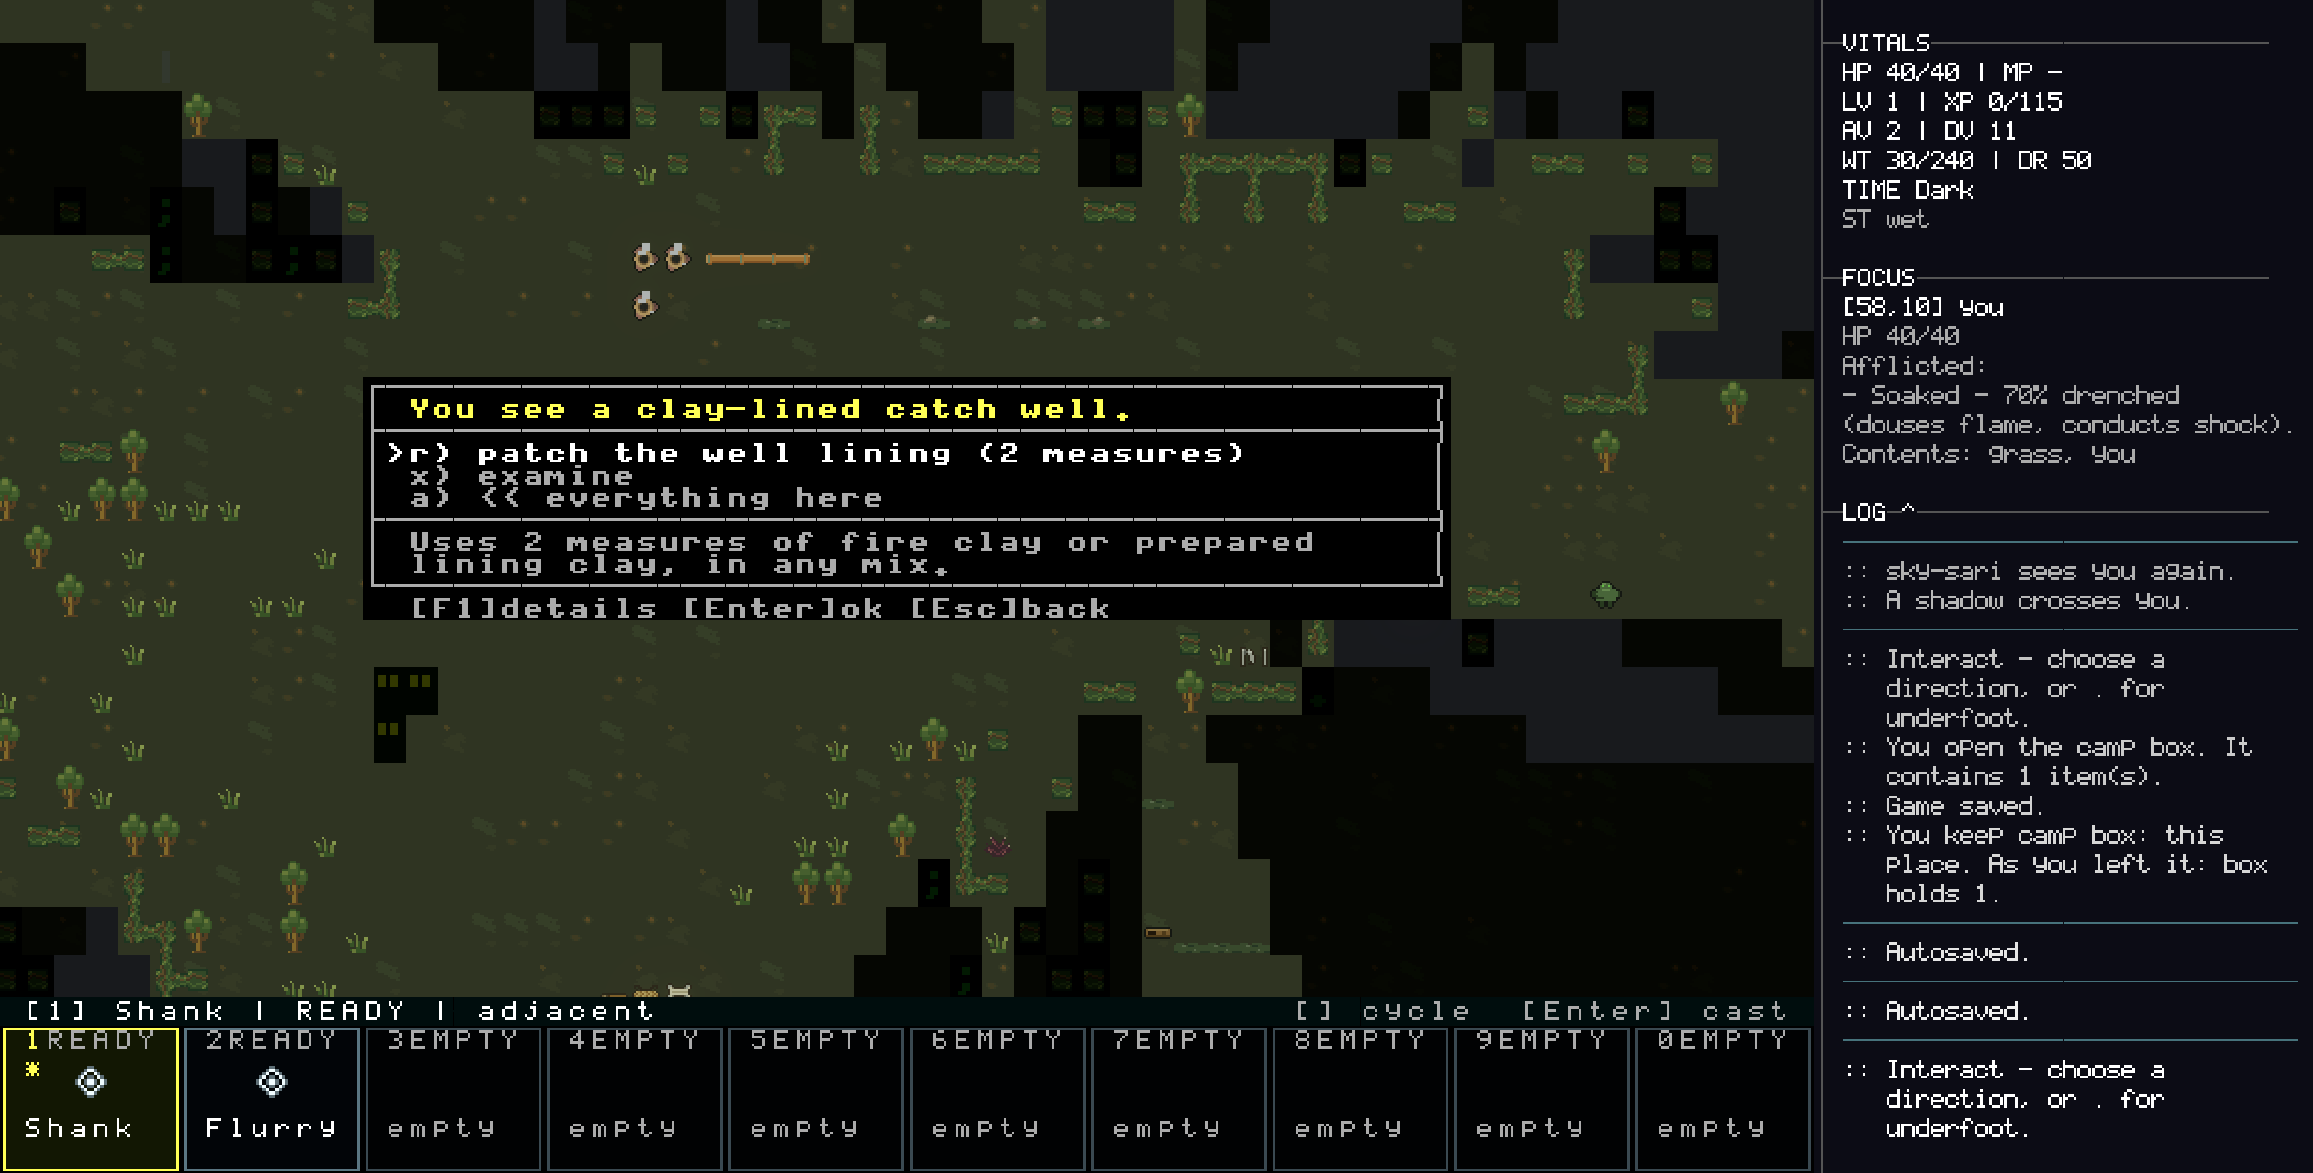 You see a clay-lined catch well.
>r) patch the well lining (2 measures)
x) examine
a) << everything here
Uses 2 measures of fire clay or prepared
lining clay, in any mix.
[F1]details [Enter]ok [Esc]back
[1] Shank | READY | adjacent
[] cycle [Enter] cast
1READY
*
Shank
2READY
Flurry
3EMPTY
empty
4EMPTY
empty
5EMPTY
empty
6EMPTY
empty
7EMPTY
empty
8EMPTY
empty
9EMPTY
empty
0EMPTY
empty
VITALS
HP 40/40 | MP -
LV 1 | XP 0/115
AV 2 | DV 11
WT 30/240 | DR 50
TIME Dark
ST wet
FOCUS
[58,10] you
HP 40/40
Afflicted:
- Soaked - 70% drenched
(douses flame, conducts shock).
Contents: grass, you
LOG ^
:: sky-sari sees you again.
:: A shadow crosses you.
:: Interact - choose a
direction, or . for
underfoot.
:: You open the camp box. It
contains 1 item(s).
:: Game saved.
:: You keep camp box: this
place. As you left it: box
holds 1.
:: Autosaved.
:: Autosaved.
:: Interact - choose a
direction, or . for
underfoot.